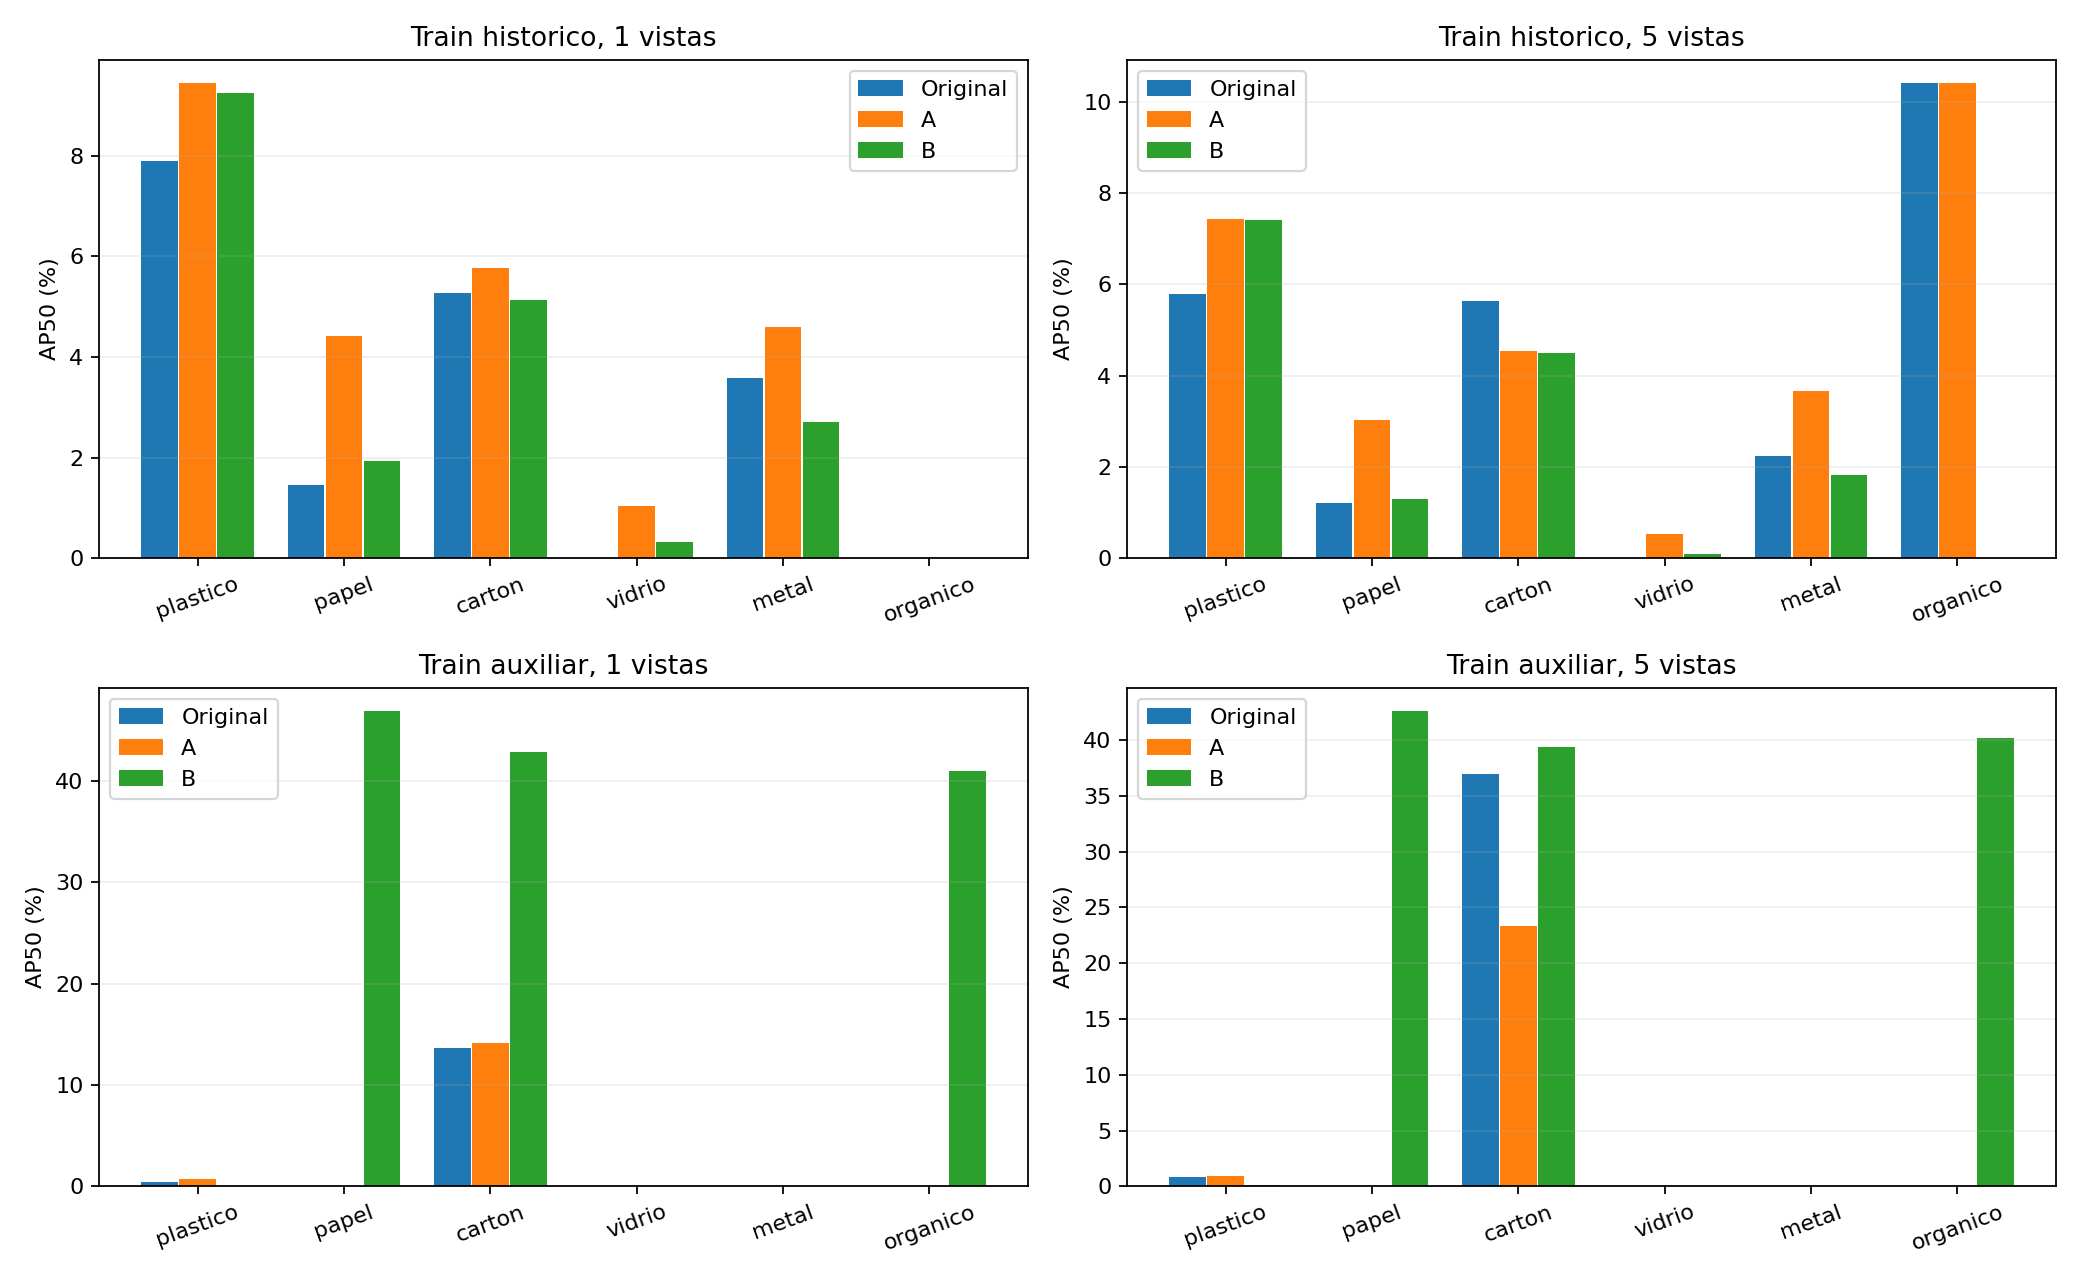 Train historico, 1 vistas
AP50 (%)
8
6
4
2
0
Original
A
B
plastico papel carton vidrio metal organico
Train historico, 5 vistas
AP50 (%)
10
8
6
4
2
0
Original
A
B
plastico papel carton vidrio metal organico
Train auxiliar, 1 vistas
AP50 (%)
40
30
20
10
0
Original
A
B
plastico papel carton vidrio metal organico
Train auxiliar, 5 vistas
AP50 (%)
40
35
30
25
20
15
10
5
0
Original
A
B
plastico papel carton vidrio metal organico